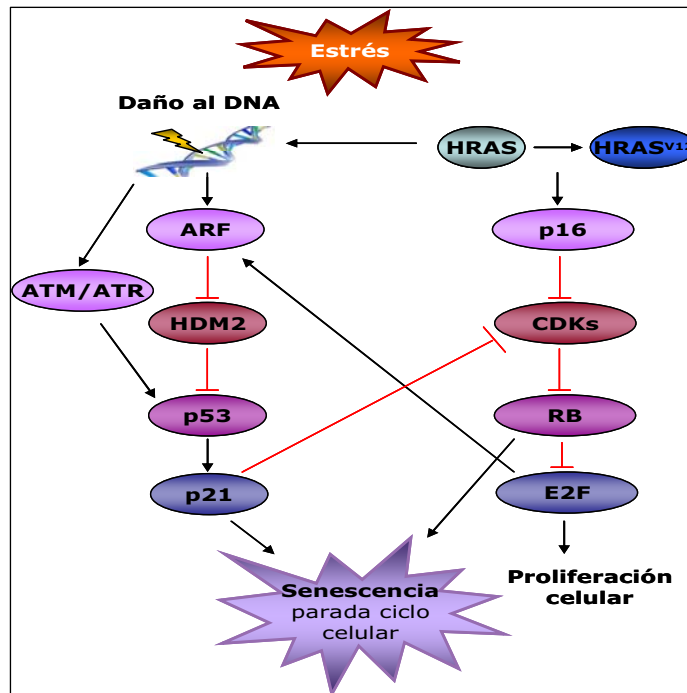 Estrés
Daño al DNA
HRAS
HRASV12
ARF
p16
ATM/ATR
HDM2
CDKs
p53
RB
p21
E2F
Senescencia
parada ciclo
celular
Proliferación
celular